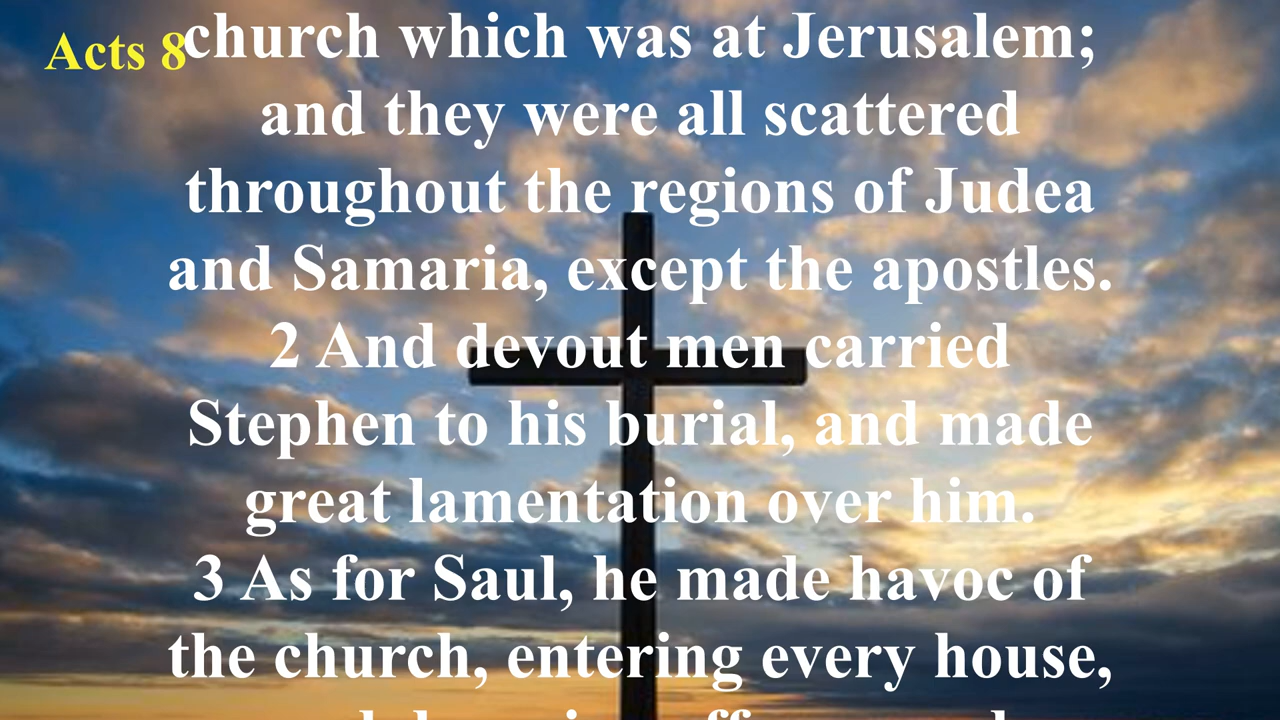 Acts 8
church which was at Jerusalem;
and they were all scattered
throughout the regions of Judea
and Samaria, except the apostles.
2 And devout men carried
Stephen to his burial, and made
great lamentation over him.
3 As for Saul, he made havoc of
the church, entering every house,